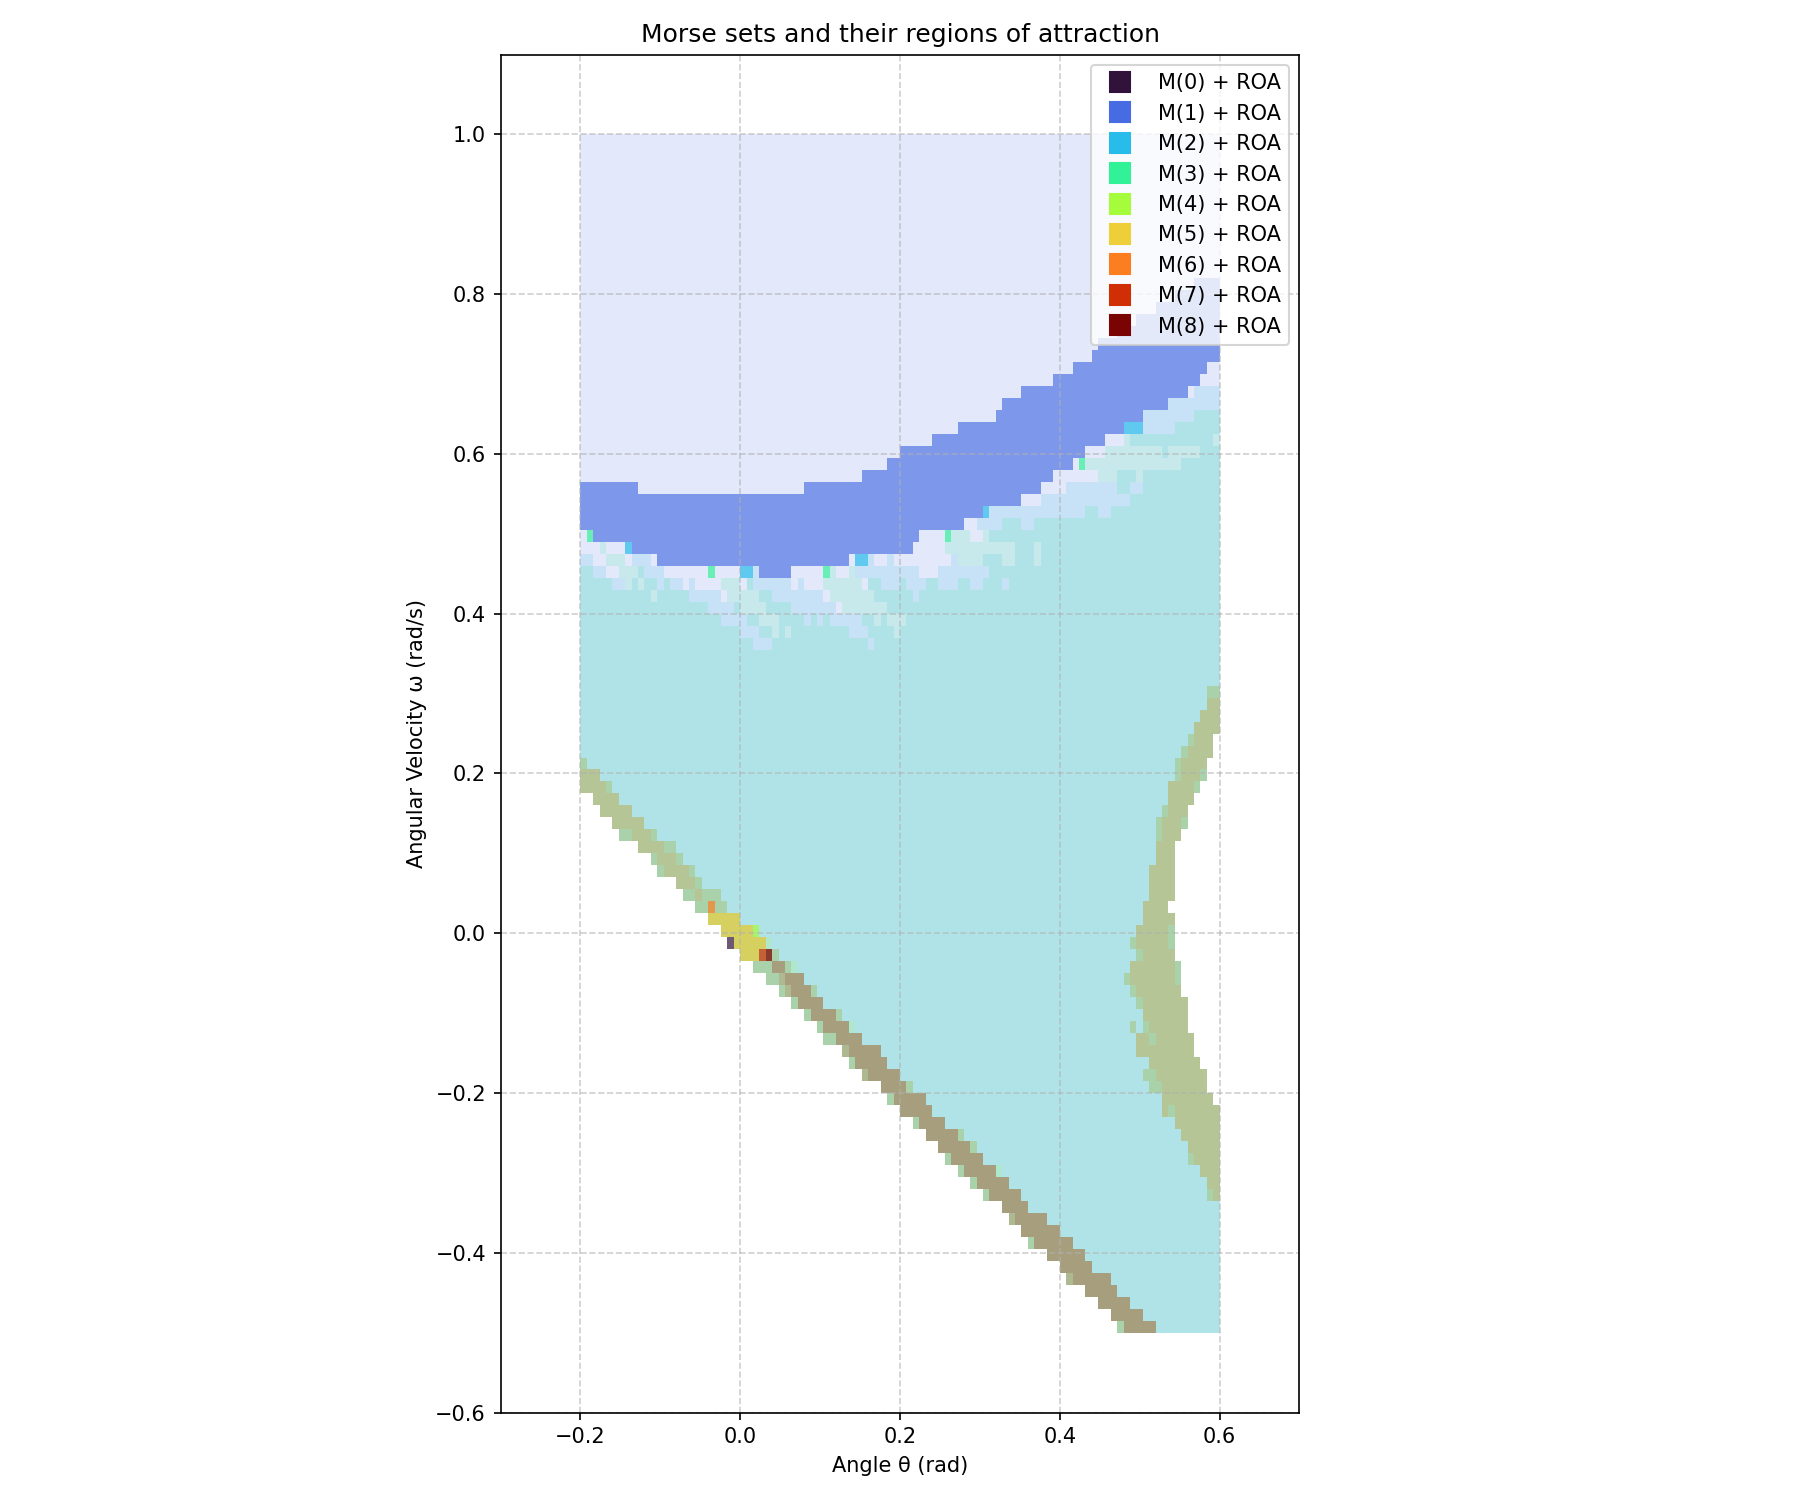 Morse sets and their regions of attraction
M(0) + ROA
M(1) + ROA
M(2) + ROA
M(3) + ROA
M(4) + ROA
M(5) + ROA
M(6) + ROA
M(7) + ROA
M(8) + ROA
1.0
0.8
0.6
0.4
0.2
0.0
−0.2
−0.4
−0.6
Angular Velocity ω (rad/s)
−0.2
0.0
0.2
0.4
0.6
Angle θ (rad)